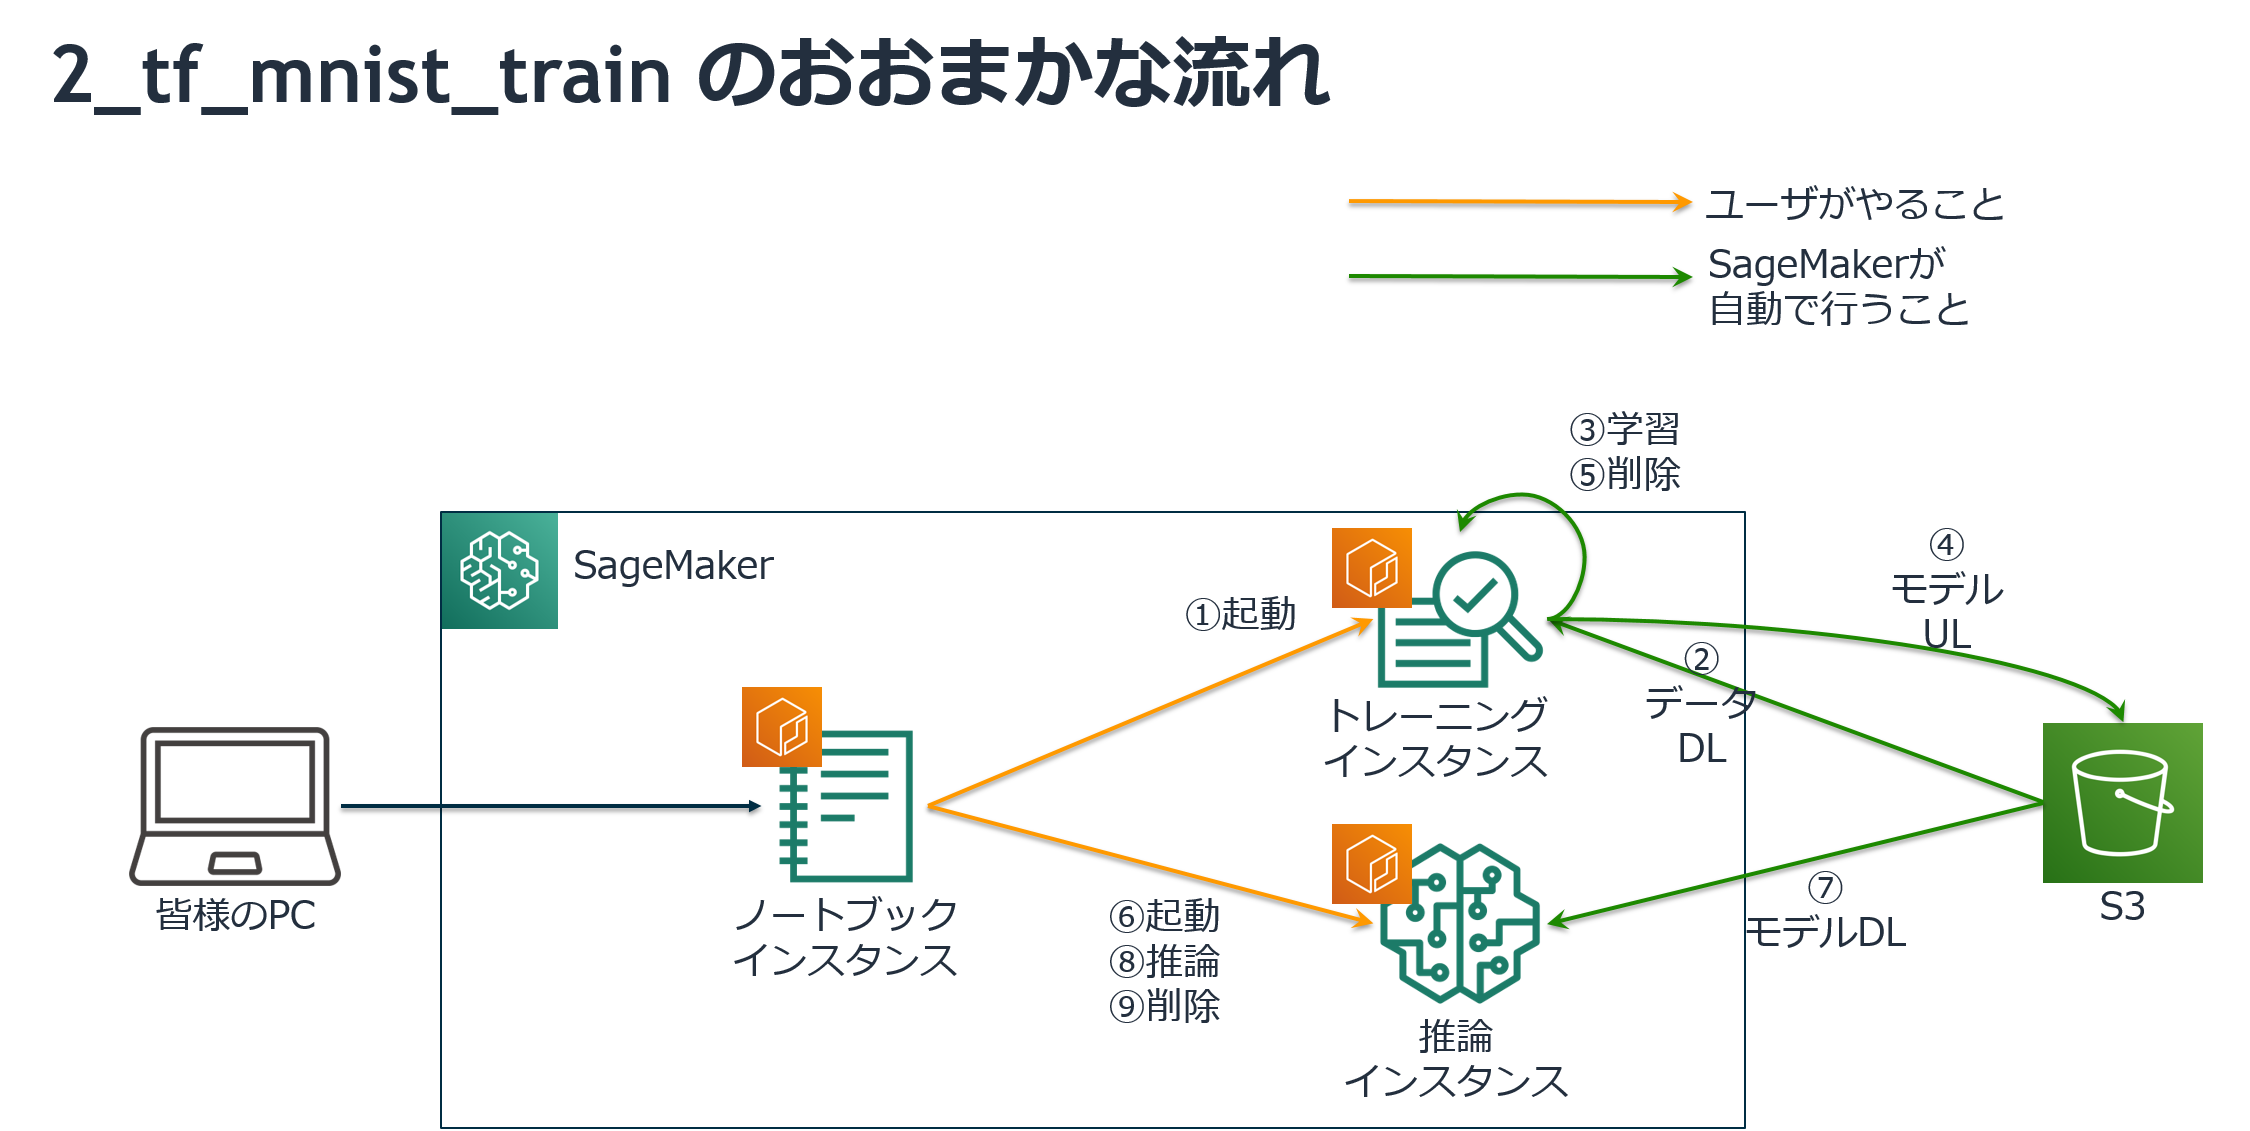 2_tf_mnist_train のおおまかな流れ
ユーザがやること
SageMakerが
自動で行うこと
③学習
⑤削除
SageMaker
①起動
④
モデル
UL
②
データ
DL
トレーニング
インスタンス
皆様のPC
ノートブック
インスタンス
⑥起動
⑧推論
⑨削除
⑦
モデルDL
S3
推論
インスタンス